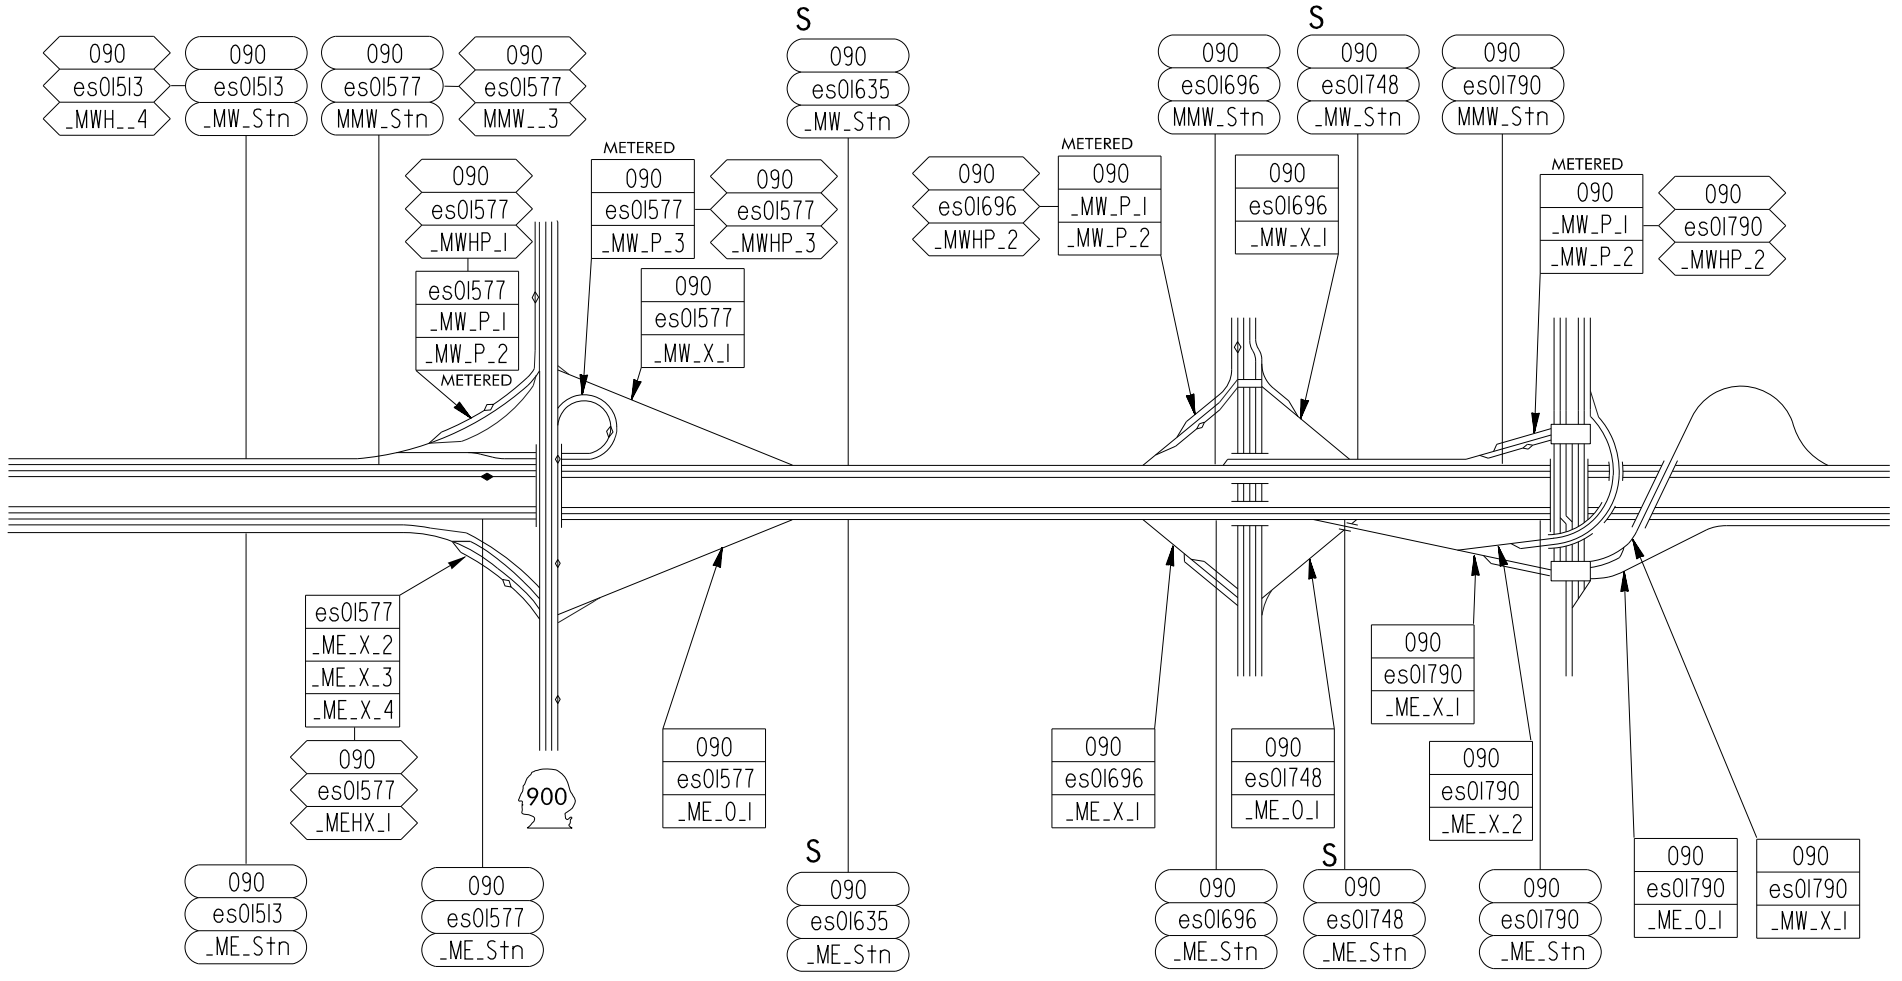 S
S
090
es01513
_MWH__4
090
es01513
_MW_Stn
090
es01577
MMW_Stn
090
es01577
MMW__3
090
es01635
_MW_Stn
090
es01696
MMW_Stn
090
es01748
_MW_Stn
090
es01790
MMW_Stn
090
es01577
_MWHP_1
es01577
_MW_P_1
_MW_P_2
METERED
METERED
090
es01577
_MW_P_3
090
es01577
_MWHP_3
090
es01577
_MW_X_1
090
es01696
_MWHP_2
METERED
090
_MW_P_1
_MW_P_2
090
es01696
_MW_X_1
METERED
090
_MW_P_1
_MW_P_2
090
es01790
_MWHP_2
es01577
_ME_X_2
_ME_X_3
_ME_X_4
090
es01577
_MEHX_1
900
090
es01577
_ME_O_1
090
es01696
_ME_X_1
090
es01748
_ME_O_1
090
es01790
_ME_X_1
090
es01790
_ME_X_2
090
es01790
_ME_O_1
090
es01790
_MW_X_1
090
es01513
_ME_Stn
090
es01577
_ME_Stn
S
090
es01635
_ME_Stn
090
es01696
_ME_Stn
S
090
es01748
_ME_Stn
090
es01790
_ME_Stn